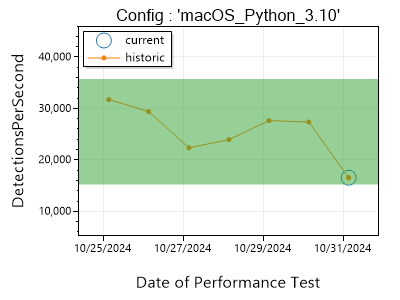 Config : 'macOS_Python_3.10'
current
historic
DetectionsPerSecond
40,000
30,000
20,000
10,000
10/25/2024 10/27/2024 10/29/2024 10/31/2024
Date of Performance Test